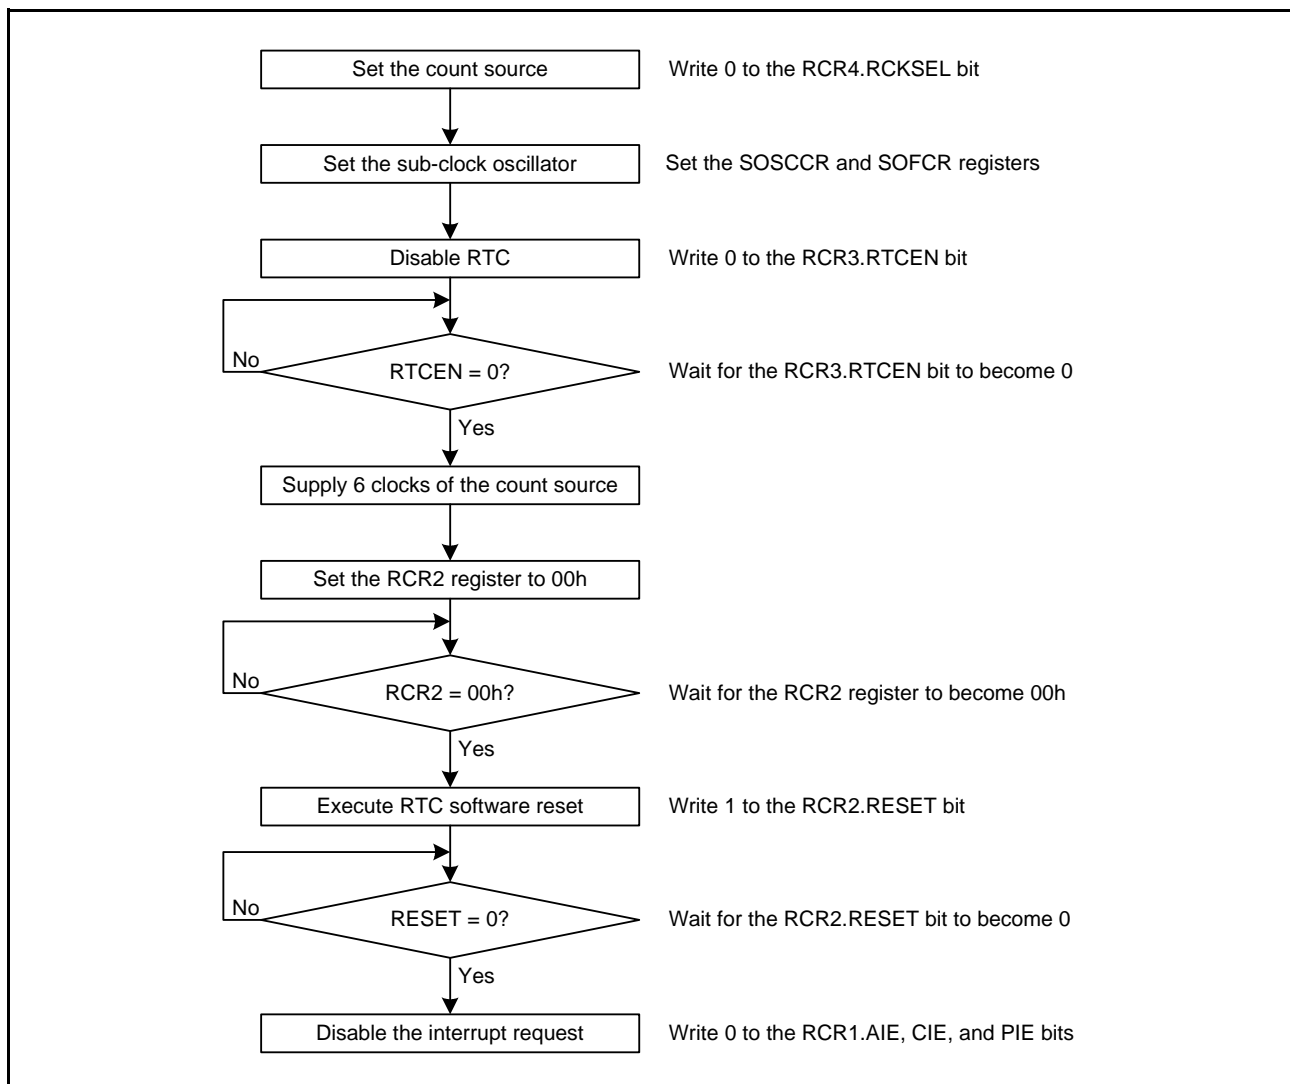 Set the count source
Write 0 to the RCR4.RCKSEL bit
Set the sub-clock oscillator
Set the SOSCCR and SOFCR registers
Disable RTC
Write 0 to the RCR3.RTCEN bit
No
RTCEN = 0?
Wait for the RCR3.RTCEN bit to become 0
Yes
Supply 6 clocks of the count source
Set the RCR2 register to 00h
No
RCR2 = 00h?
Wait for the RCR2 register to become 00h
Yes
Execute RTC software reset
Write 1 to the RCR2.RESET bit
No
RESET = 0?
Wait for the RCR2.RESET bit to become 0
Yes
Disable the interrupt request
Write 0 to the RCR1.AIE, CIE, and PIE bits